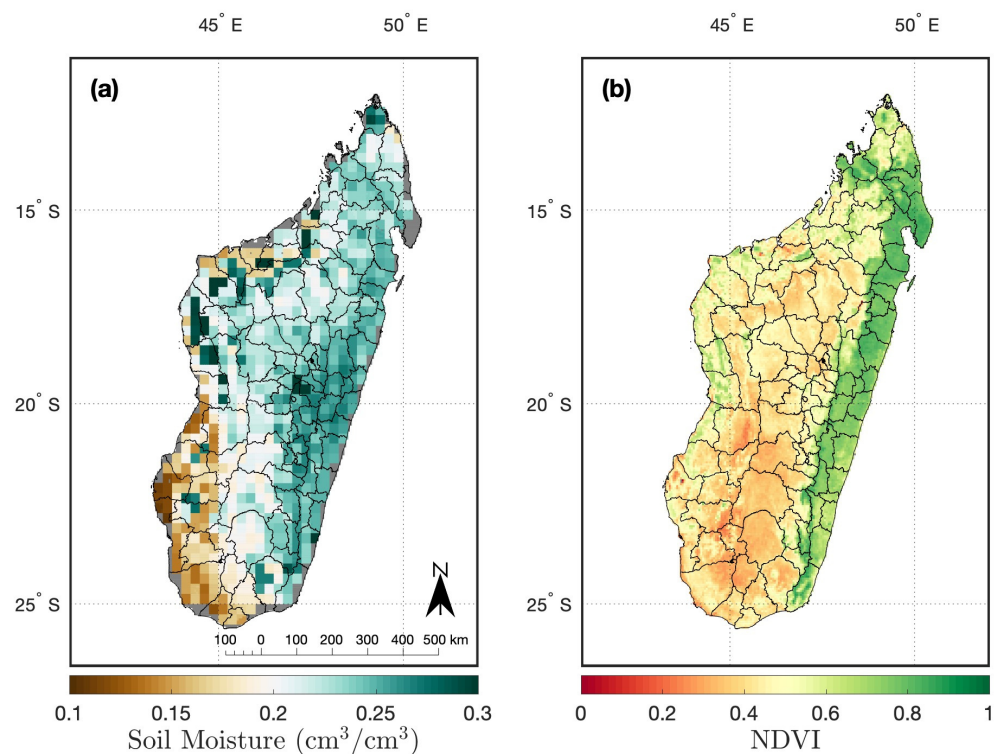 45° E 50° E 45° E 50° E
(a) (b)
15° S 15° S
20° S 20° S
25° S 25° S
N
100 0 100 200 300 400 500 km
0.1 0.15 0.2 0.25 0.3 0 0.2 0.4 0.6 0.8 1
Soil Moisture (cm³/cm³) NDVI